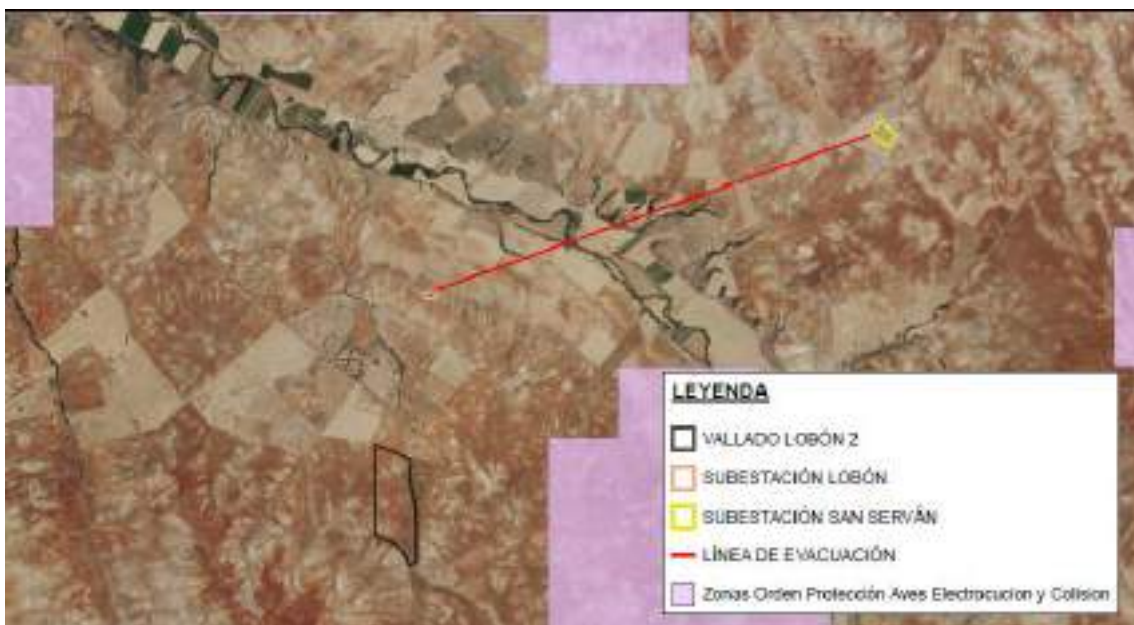 LEYENDA
VALLADO LOBÓN 2
SUBESTACIÓN LOBÓN
SUBESTACIÓN SAN SERVÁN
LÍNEA DE EVACUACIÓN
Zonas Orden Protección Aves Electrocucion y Colision